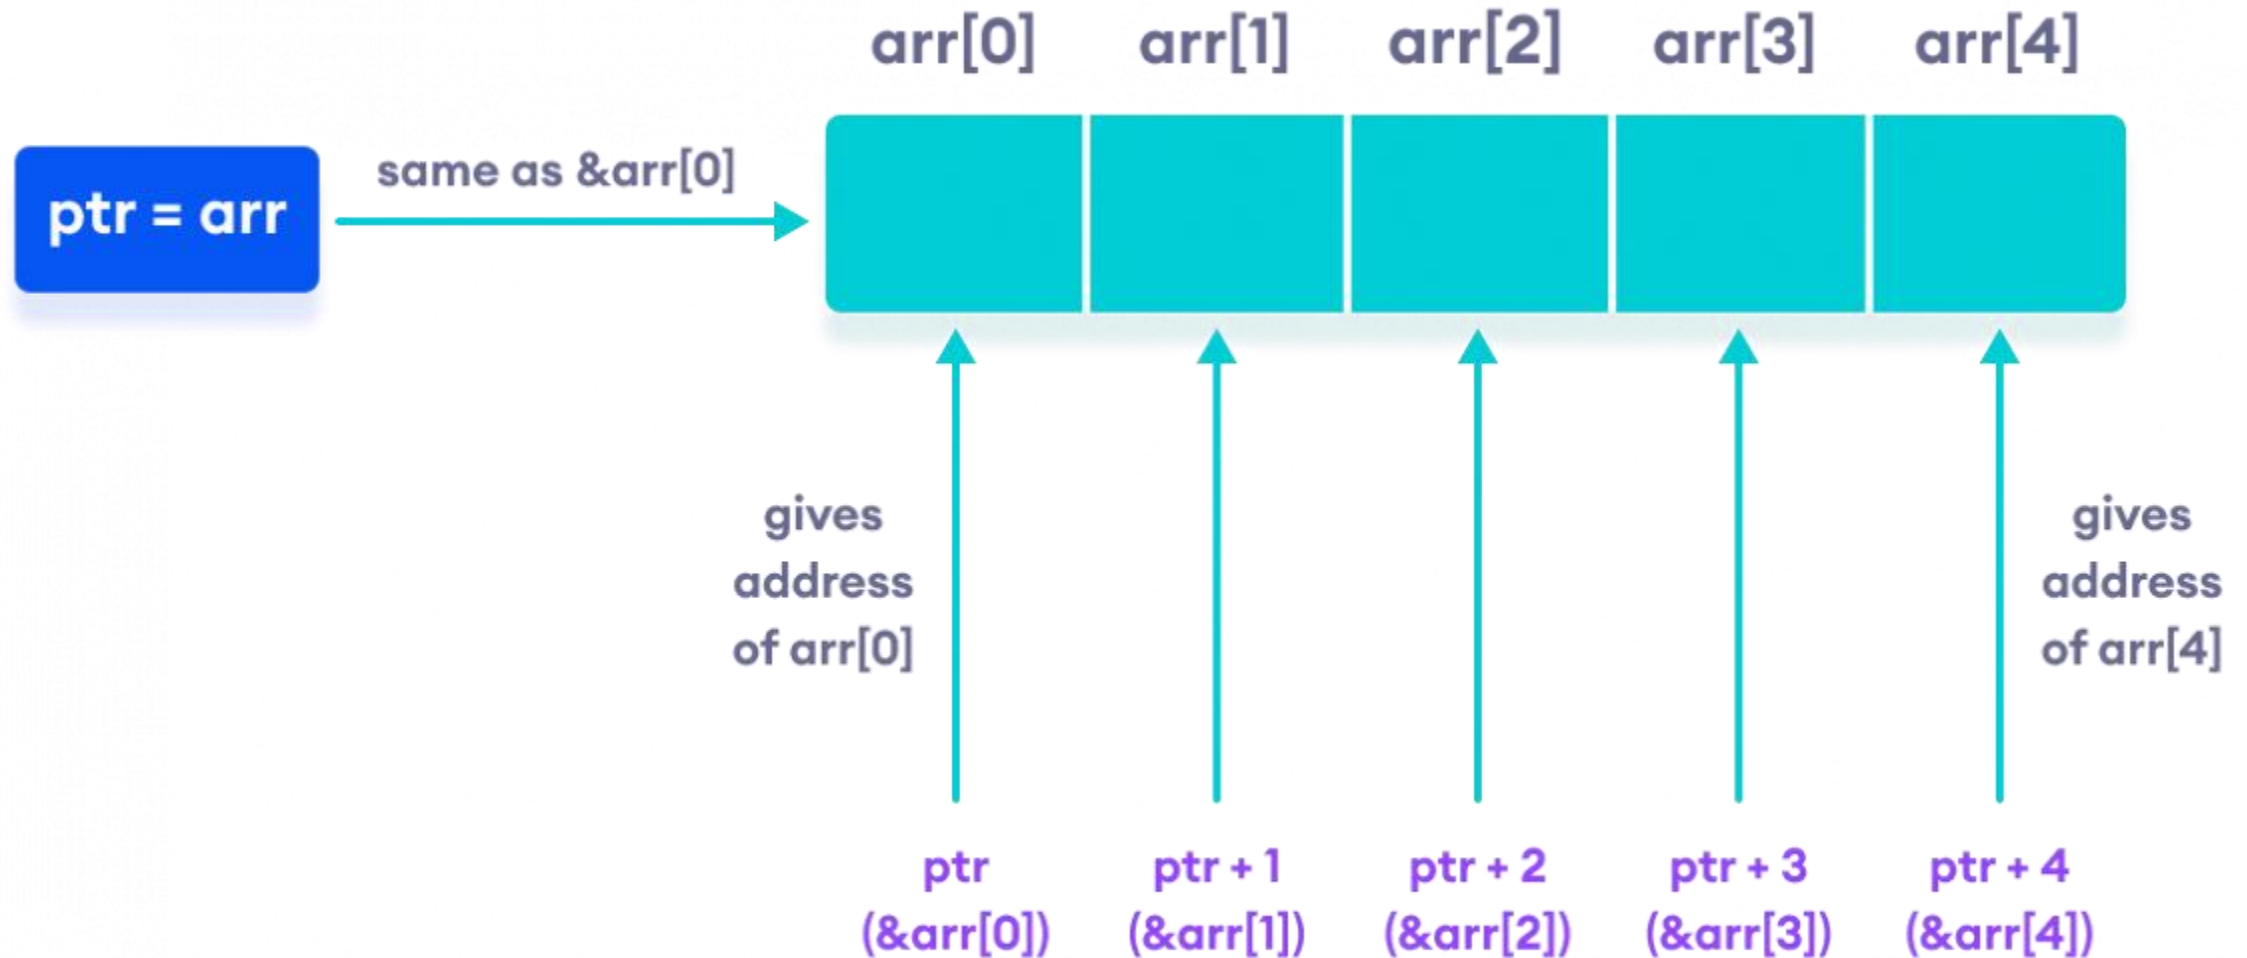 arr[0] arr[1] arr[2] arr[3] arr[4]
ptr = arr
same as &arr[0]
gives
address
of arr[0]
gives
address
of arr[4]
ptr ptr + 1 ptr + 2 ptr + 3 ptr + 4
(&arr[0]) (&arr[1]) (&arr[2]) (&arr[3]) (&arr[4])